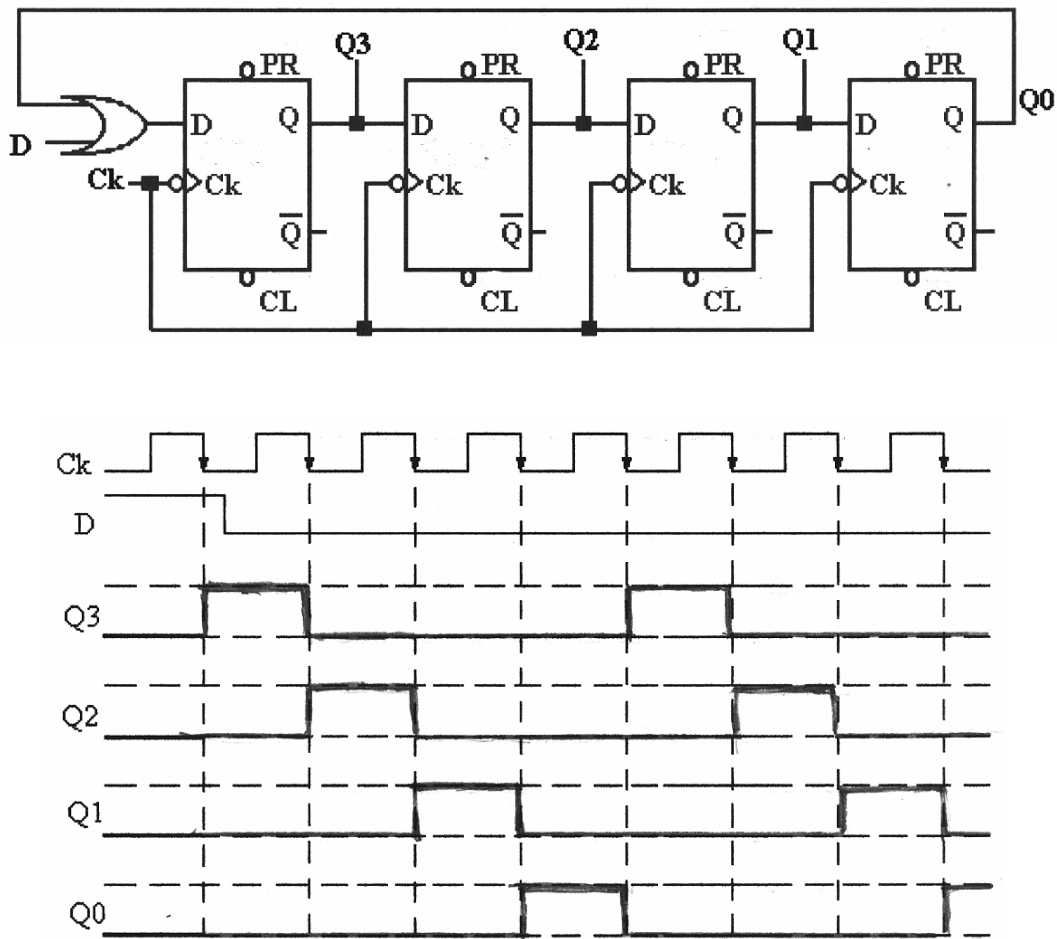 Q3 Q2 Q1
PR PR PR PR
Q0
D Q D Q D Q D Q
D
Ck Ck Ck Ck Ck
Q̅ Q̅ Q̅ Q̅
CL CL CL CL
Ck
D
Q3
Q2
Q1
Q0